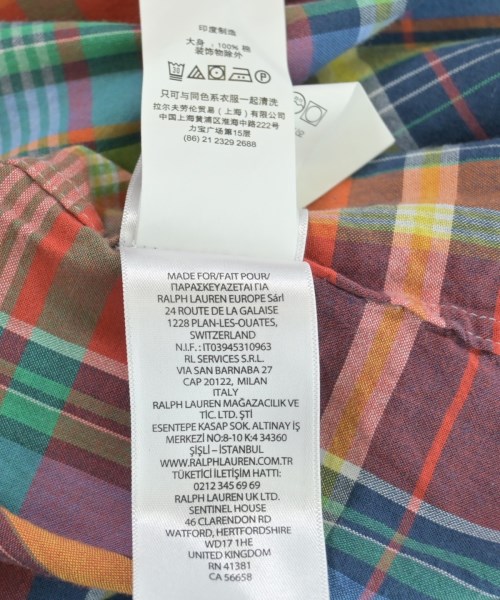 印度制造
大身：100% 棉
装饰物除外
只可与同色系衣服一起清洗
拉尔夫劳伦贸易（上海）有限公司
中国上海黄浦区淮海中路222号
力宝广场第15层
(86) 21 2329 2688
MADE FOR/FAIT POUR/
ΠΑΡΑΣΚΕΥΑΖΕΤΑΙ ΓΙΑ
RALPH LAUREN EUROPE Sárl
24 ROUTE DE LA GALAISE
1228 PLAN-LES-OUATES,
SWITZERLAND
N.I.F.: IT03945310963
RL SERVICES S.R.L.
VIA SAN BARNABA 27
CAP 20122, MILAN
ITALY
RALPH LAUREN MAĞAZACILIK VE
TİC. LTD. ŞTİ
ESENTEPE KASAP SOK. ALTINAY İŞ
MERKEZİ NO:8-10 K:4 34360
ŞİŞLİ – İSTANBUL
WWW.RALPHLAUREN.COM.TR
TÜKETİCİ İLETİŞİM HATTI:
0212 345 69 69
RALPH LAUREN UK LTD.
SENTINEL HOUSE
46 CLARENDON RD
WATFORD, HERTFORDSHIRE
WD17 1HE
UNITED KINGDOM
RN 41381
CA 56658